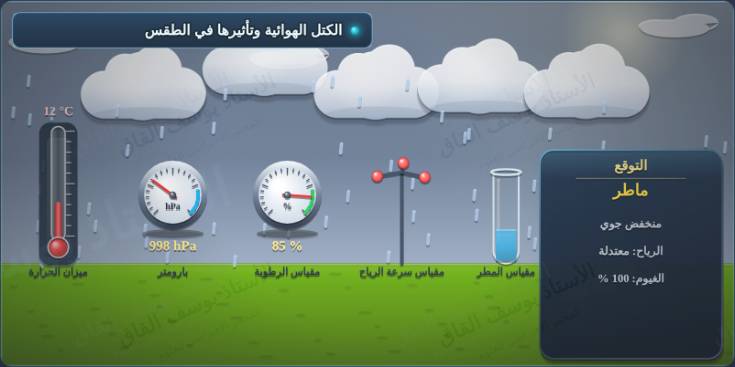 الكتل الهوائية وتأثيرها في الطقس
12 °C
hPa
%
998 hPa
85 %
ميزان الحرارة
بارومتر
مقياس الرطوبة
مقياس سرعة الرياح
مقياس المطر
التوقع
ماطر
منخفض جوي
الرياح: معتدلة
الغيوم: 100 %